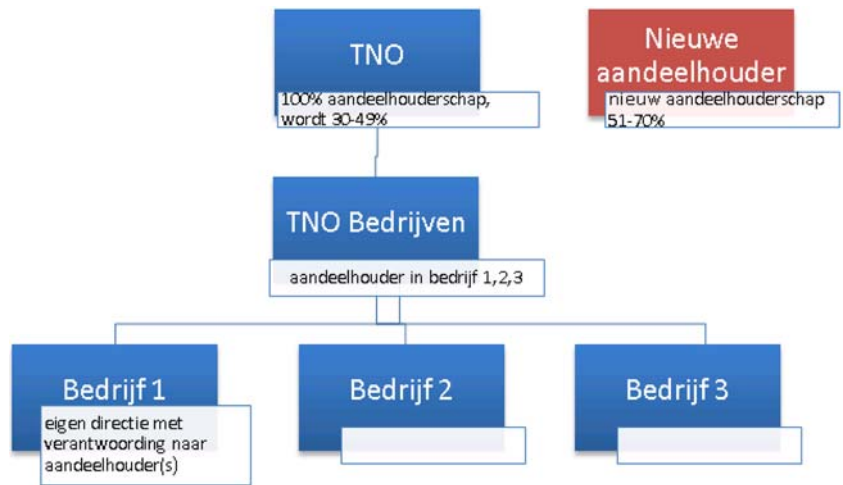 TNO
100% aandeelhouderschap,
wordt 30-49%
Nieuwe
aandeelhouder
nieuw aandeelhouderschap
51-70%
TNO Bedrijven
aandeelhouder in bedrijf 1,2,3
Bedrijf 1
eigen directie met
verantwoording naar
aandeelhouder(s)
Bedrijf 2
Bedrijf 3